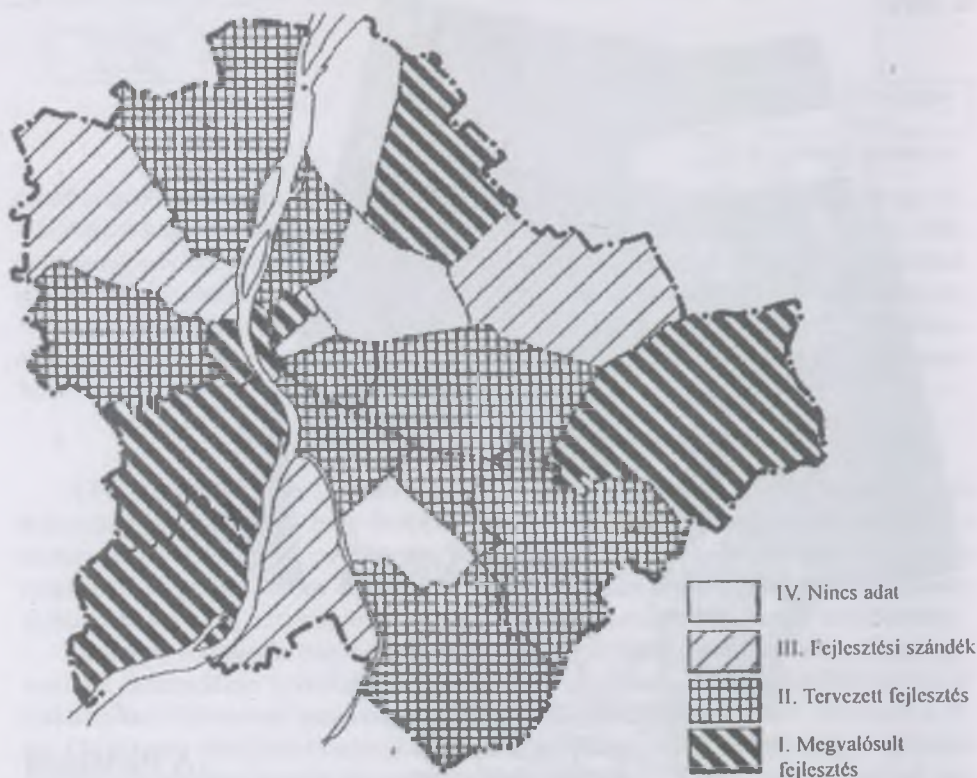 IV. Nincs adat
III. Fejlesztési szándék
II. Tervezett fejlesztés
I. Megvalósult
fejlesztés